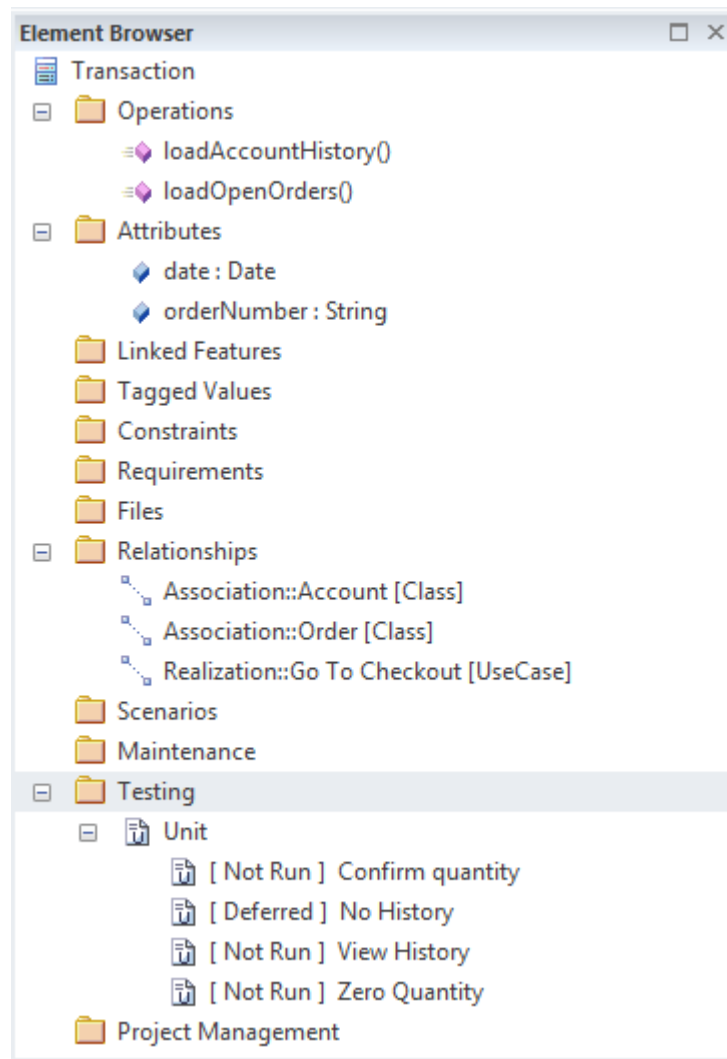 Element Browser
Transaction
Operations
loadAccountHistory()
loadOpenOrders()
Attributes
date : Date
orderNumber : String
Linked Features
Tagged Values
Constraints
Requirements
Files
Relationships
Association::Account [Class]
Association::Order [Class]
Realization::Go To Checkout [UseCase]
Scenarios
Maintenance
Testing
Unit
[ Not Run ] Confirm quantity
[ Deferred ] No History
[ Not Run ] View History
[ Not Run ] Zero Quantity
Project Management